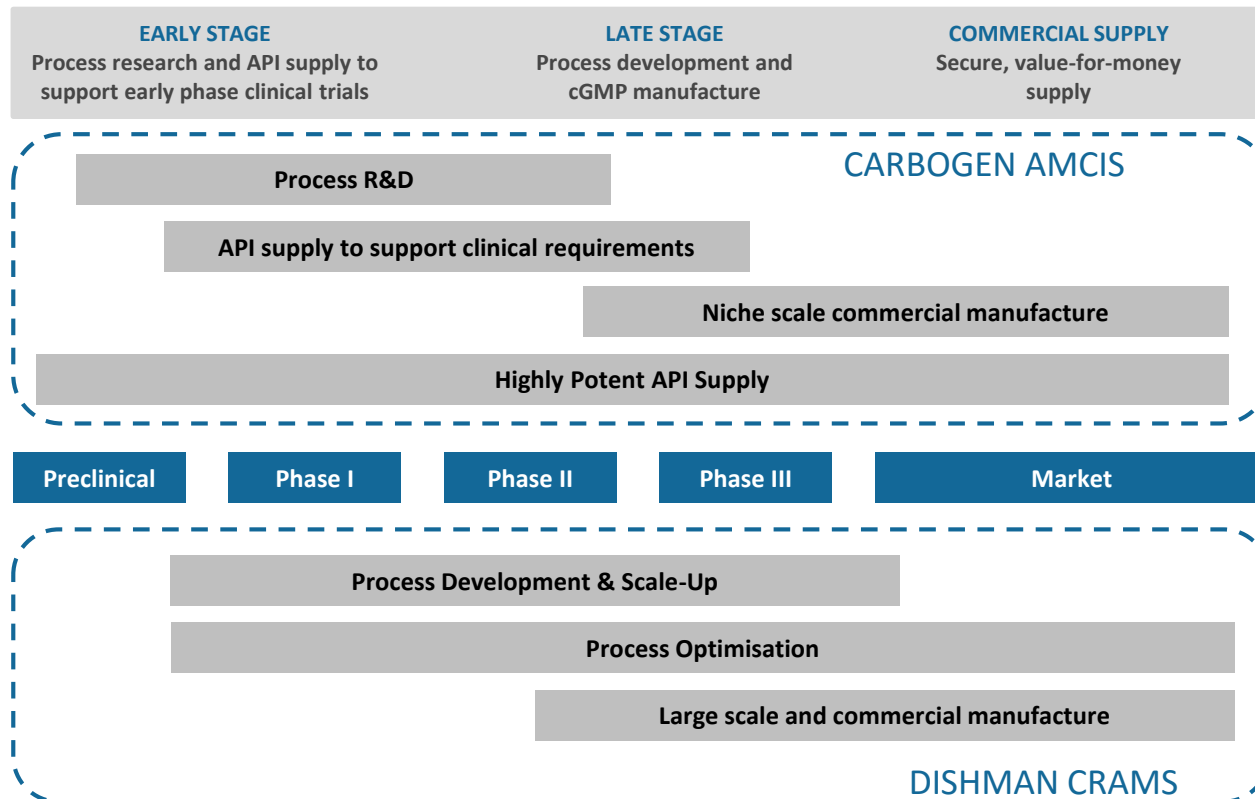 EARLY STAGE
Process research and API supply to
support early phase clinical trials
LATE STAGE
Process development and
cGMP manufacture
COMMERCIAL SUPPLY
Secure, value-for-money
supply
CARBOGEN AMCIS
Process R&D
API supply to support clinical requirements
Niche scale commercial manufacture
Highly Potent API Supply
Preclinical
Phase I
Phase II
Phase III
Market
Process Development & Scale-Up
Process Optimisation
Large scale and commercial manufacture
DISHMAN CRAMS